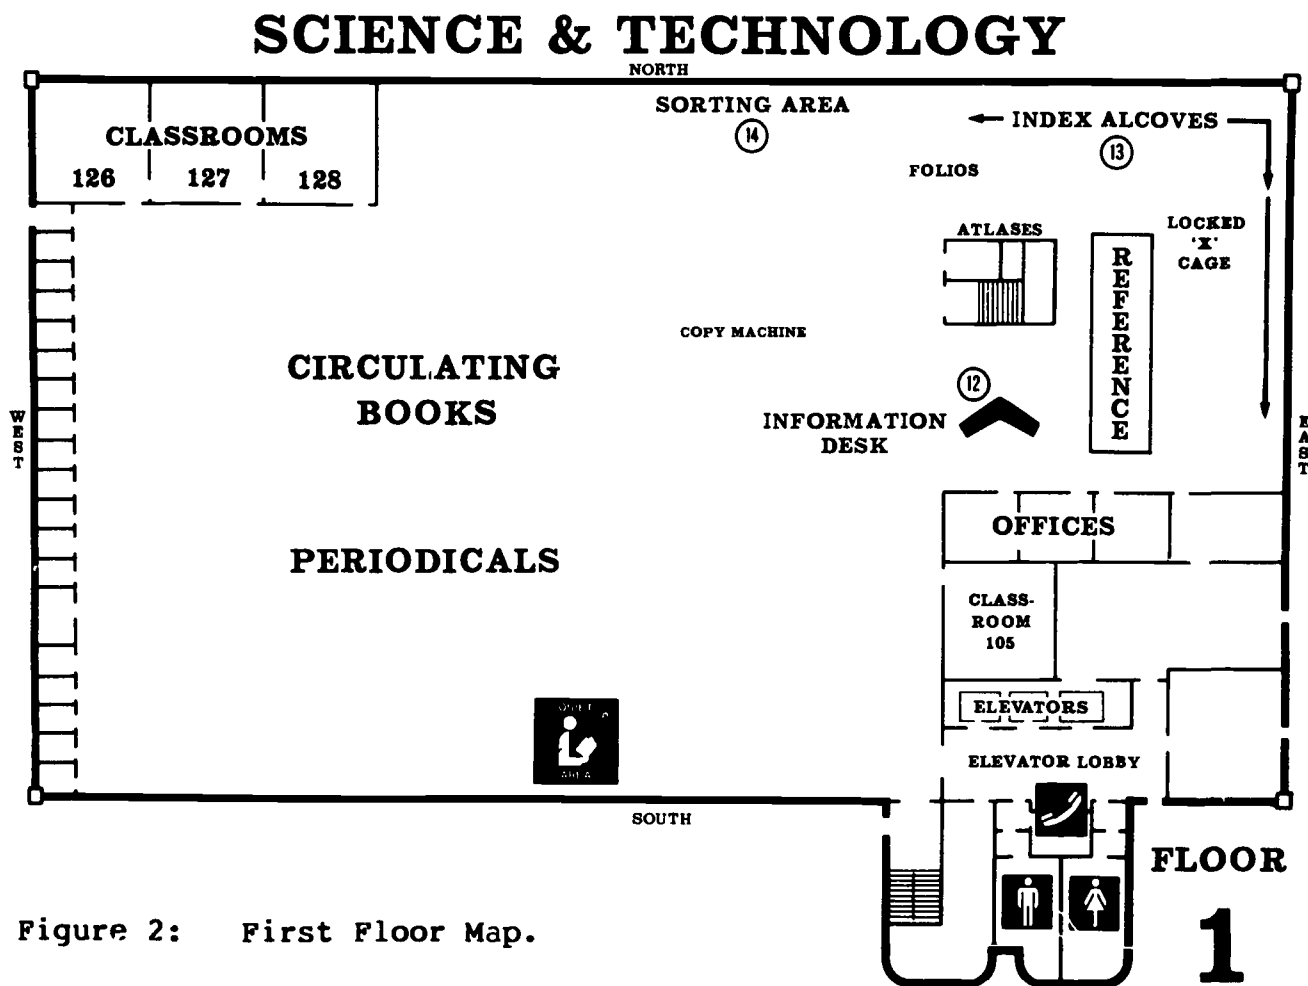 SCIENCE & TECHNOLOGY
NORTH
SORTING AREA
14
← INDEX ALCOVES
13
CLASSROOMS
126 127 128
FOLIOS
ATLASES
LOCKED
'X'
CAGE
REFERENCE
COPY MACHINE
CIRCULATING
BOOKS
12
INFORMATION
DESK
WEST
EAST
OFFICES
PERIODICALS
CLASS-
ROOM
105
ELEVATORS
QUIET
AREA
ELEVATOR LOBBY
SOUTH
FLOOR
1
Figure 2: First Floor Map.